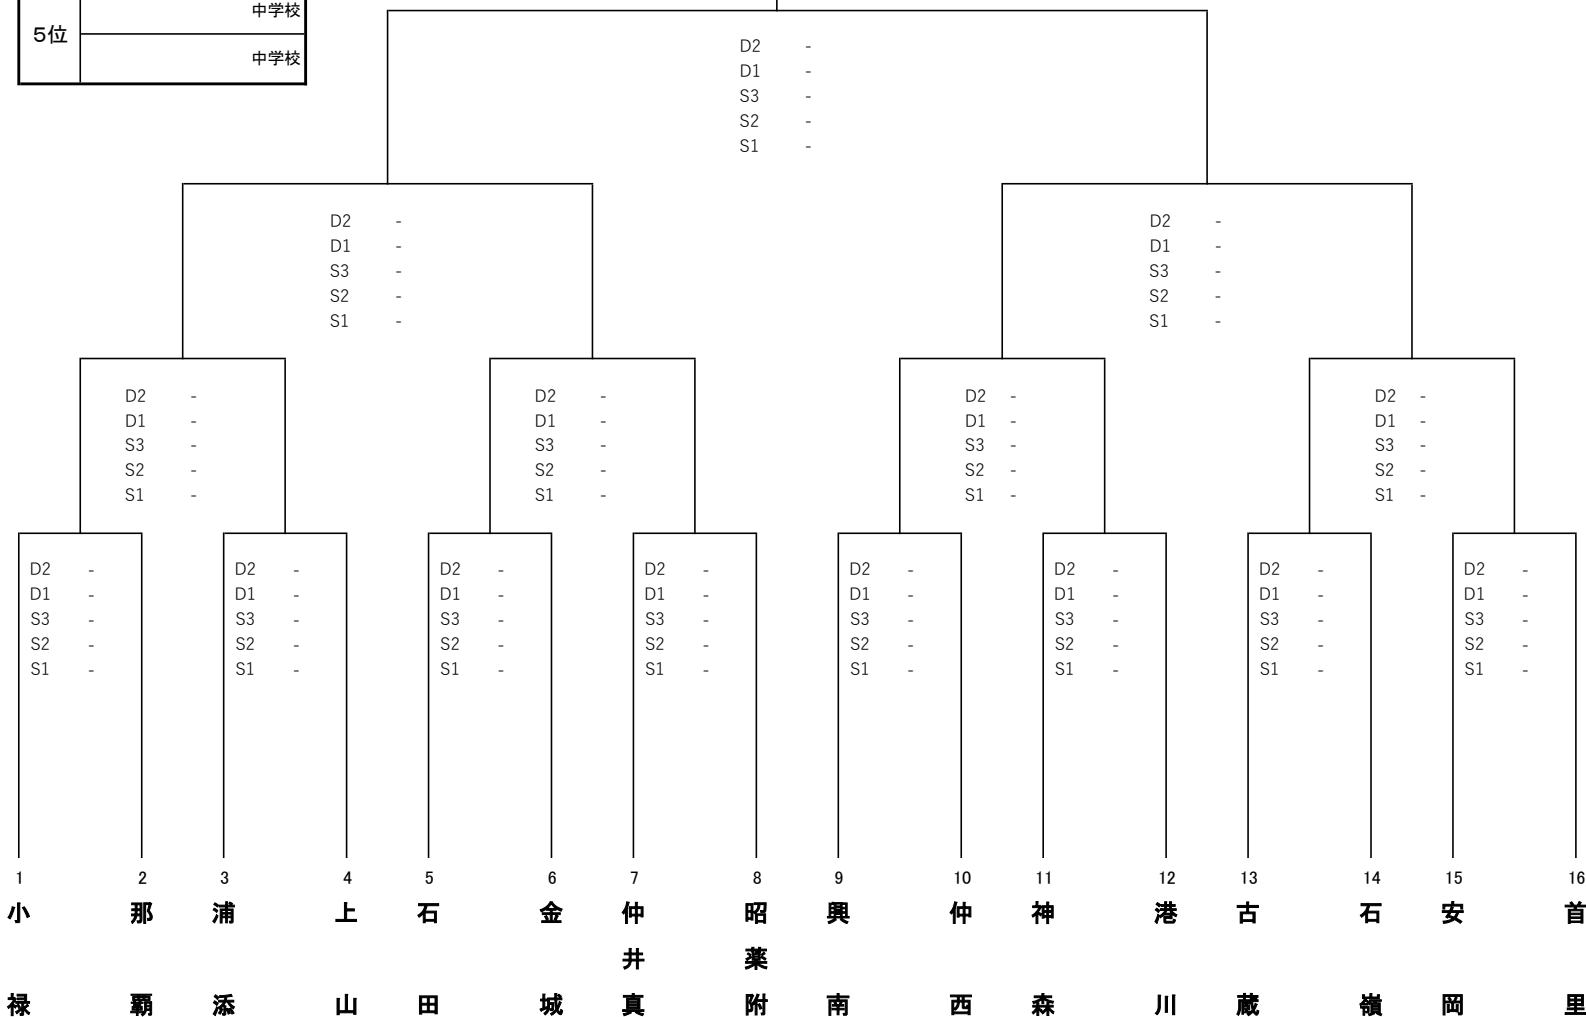 中学校
5位
中学校
D2 -
D1 -
S3 -
S2 -
S1 -
D2 - D2 -
D1 - D1 -
S3 - S3 -
S2 - S2 -
S1 - S1 -
D2 - D2 - D2 - D2 -
D1 - D1 - D1 - D1 -
S3 - S3 - S3 - S3 -
S2 - S2 - S2 - S2 -
S1 - S1 - S1 - S1 -
D2 - D2 - D2 - D2 - D2 - D2 - D2 - D2 -
D1 - D1 - D1 - D1 - D1 - D1 - D1 - D1 -
S3 - S3 - S3 - S3 - S3 - S3 - S3 - S3 -
S2 - S2 - S2 - S2 - S2 - S2 - S2 - S2 -
S1 - S1 - S1 - S1 - S1 - S1 - S1 - S1 -
1 2 3 4 5 6 7 8 9 10 11 12 13 14 15 16
小禄
那覇
浦添
上山
石田
金城
仲井真
昭薬附
興南
仲西
神森
港川
古蔵
石嶺
安岡
首里